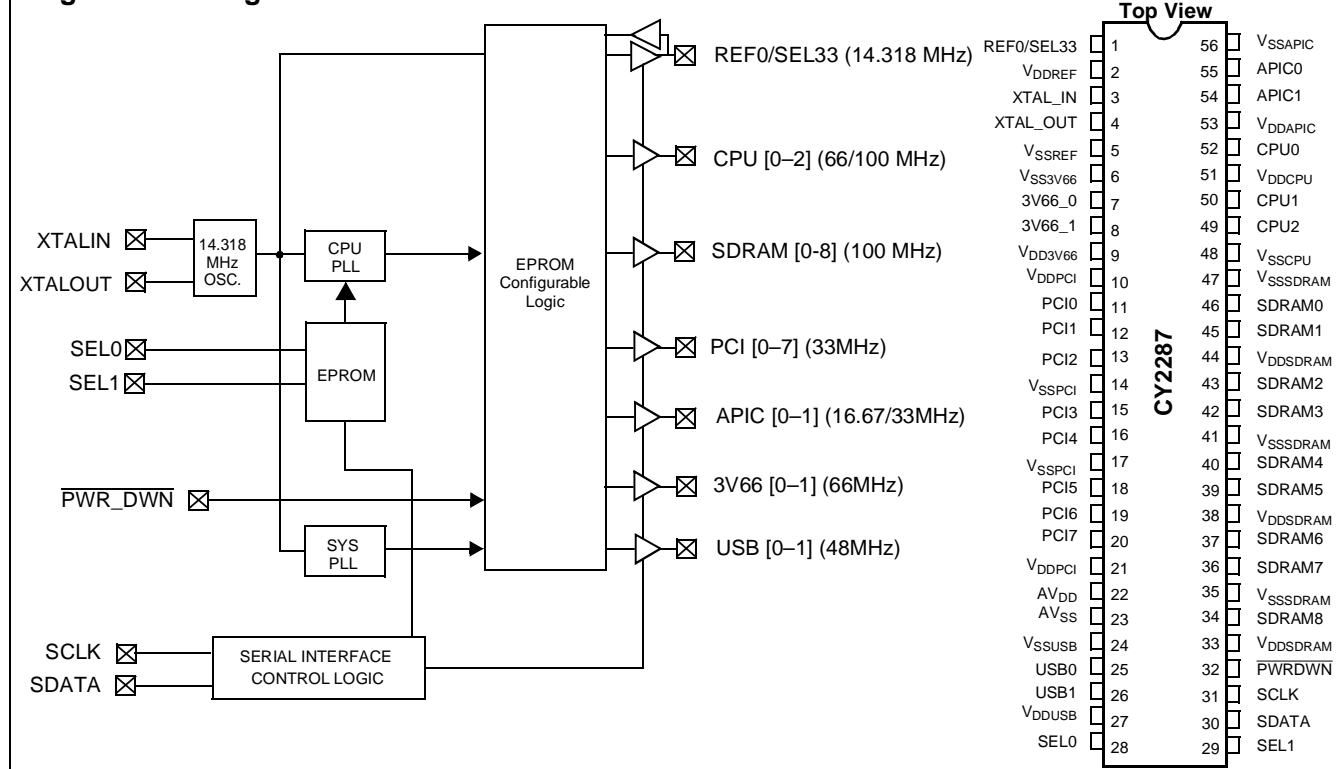 Top View
REF0/SEL33 (14.318 MHz)
CPU [0–2] (66/100 MHz)
XTALIN
XTALOUT
14.318
MHz
OSC.
CPU
PLL
EPROM
Configurable
Logic
SDRAM [0-8] (100 MHz)
SEL0
SEL1
EPROM
PCI [0–7] (33MHz)
APIC [0–1] (16.67/33MHz)
PWR_DWN
3V66 [0–1] (66MHz)
SYS
PLL
USB [0–1] (48MHz)
SCLK
SDATA
SERIAL INTERFACE
CONTROL LOGIC
CY2287
REF0/SEL33 1 56 VSSAPIC
VDDREF 2 55 APIC0
XTAL_IN 3 54 APIC1
XTAL_OUT 4 53 VDDAPIC
VSSREF 5 52 CPU0
VSS3V66 6 51 VDDCPU
3V66_0 7 50 CPU1
3V66_1 8 49 CPU2
VDD3V66 9 48 VSSCPU
VDDPCI 10 47 VSSSDRAM
PCI0 11 46 SDRAM0
PCI1 12 45 SDRAM1
PCI2 13 44 VDDSDRAM
VSSPCI 14 43 SDRAM2
PCI3 15 42 SDRAM3
PCI4 16 41 VSSSDRAM
VSSPCI 17 40 SDRAM4
PCI5 18 39 SDRAM5
PCI6 19 38 VDDSDRAM
PCI7 20 37 SDRAM6
VDDPCI 21 36 SDRAM7
AVDD 22 35 VSSSDRAM
AVSS 23 34 SDRAM8
VSSUSB 24 33 VDDSDRAM
USB0 25 32 PWRDWN
USB1 26 31 SCLK
VDDUSB 27 30 SDATA
SEL0 28 29 SEL1